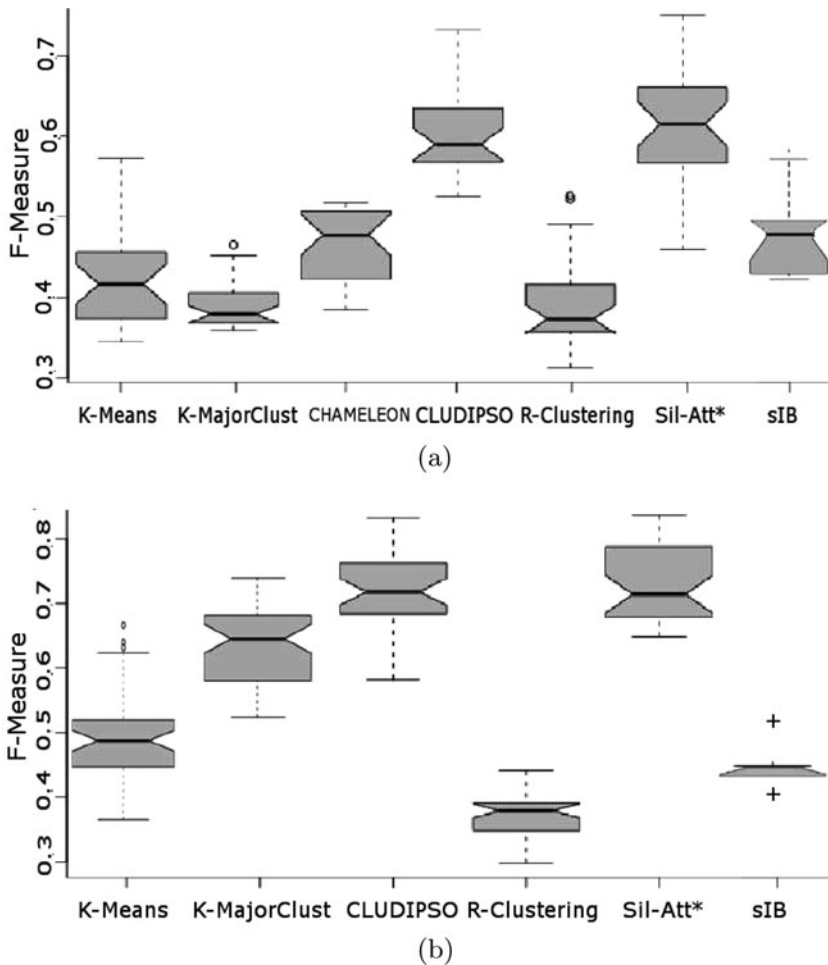 F-Measure
0.7
0.6
0.5
0.4
0.3
K-Means K-MajorClust CHAMELEON CLUDIPSO R-Clustering Sil-Att* sIB
(a)
F-Measure
0.8
0.7
0.6
0.5
0.4
0.3
K-Means K-MajorClust CLUDIPSO R-Clustering Sil-Att* sIB
(b)